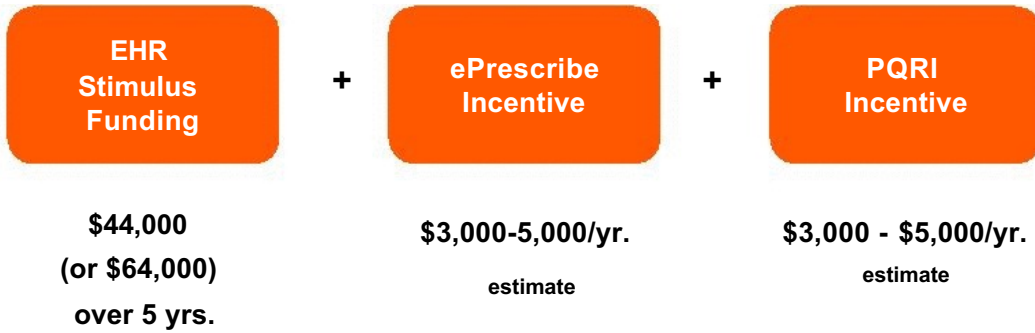 EHR
Stimulus
Funding
+
ePrescribe
Incentive
+
PQRI
Incentive
$44,000
(or $64,000)
over 5 yrs.
$3,000-5,000/yr.
estimate
$3,000 - $5,000/yr.
estimate